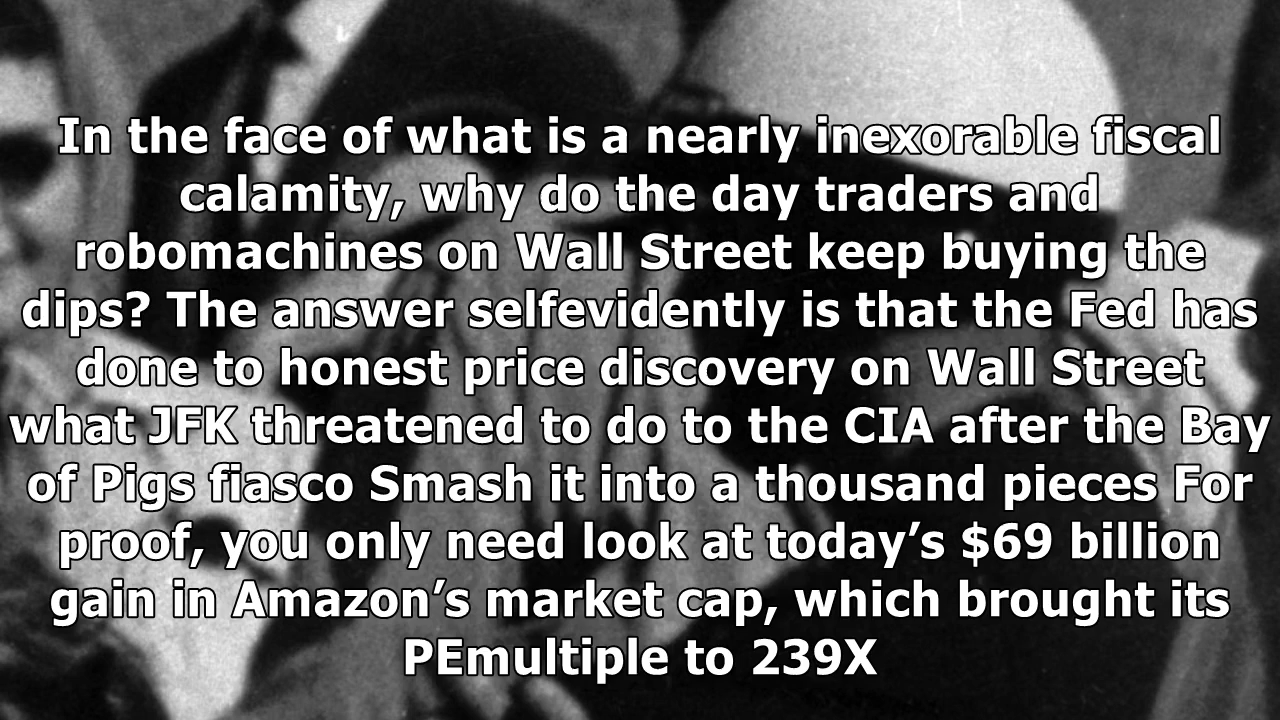 In the face of what is a nearly inexorable fiscal
calamity, why do the day traders and
robomachines on Wall Street keep buying the
dips? The answer selfevidently is that the Fed has
done to honest price discovery on Wall Street
what JFK threatened to do to the CIA after the Bay
of Pigs fiasco Smash it into a thousand pieces For
proof, you only need look at today’s $69 billion
gain in Amazon’s market cap, which brought its
PEmultiple to 239X